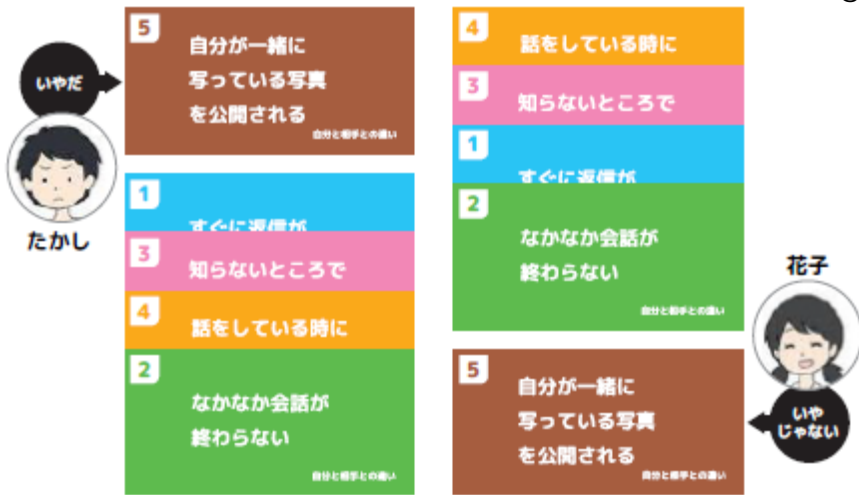 いやだ
たかし
5
自分が一緒に
写っている写真
を公開される
自分と相手との違い
1
すぐに返信が
3
知らないところで
4
話をしている時に
2
なかなか会話が
終わらない
自分と相手との違い
4
話をしている時に
3
知らないところで
1
すぐに返信が
2
なかなか会話が
終わらない
自分と相手との違い
5
自分が一緒に
写っている写真
を公開される
自分と相手との違い
花子
いや
じゃない